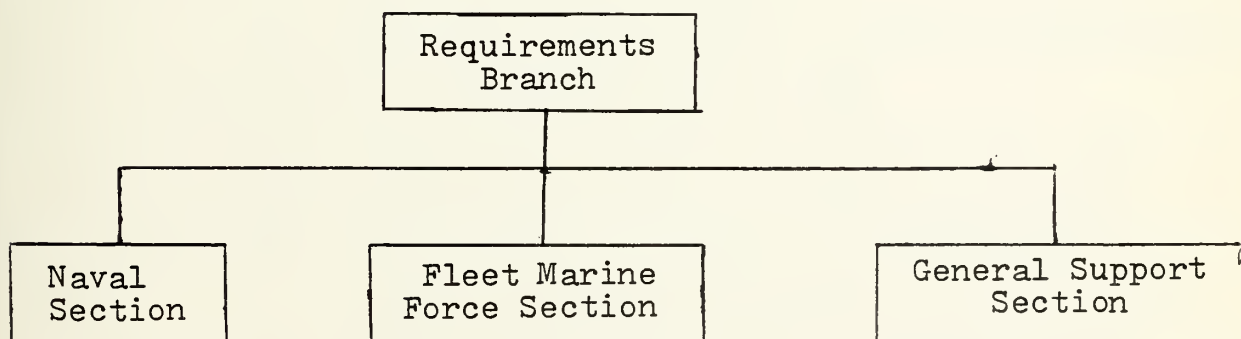 Requirements
Branch
Naval
Section
Fleet Marine
Force Section
General Support
Section